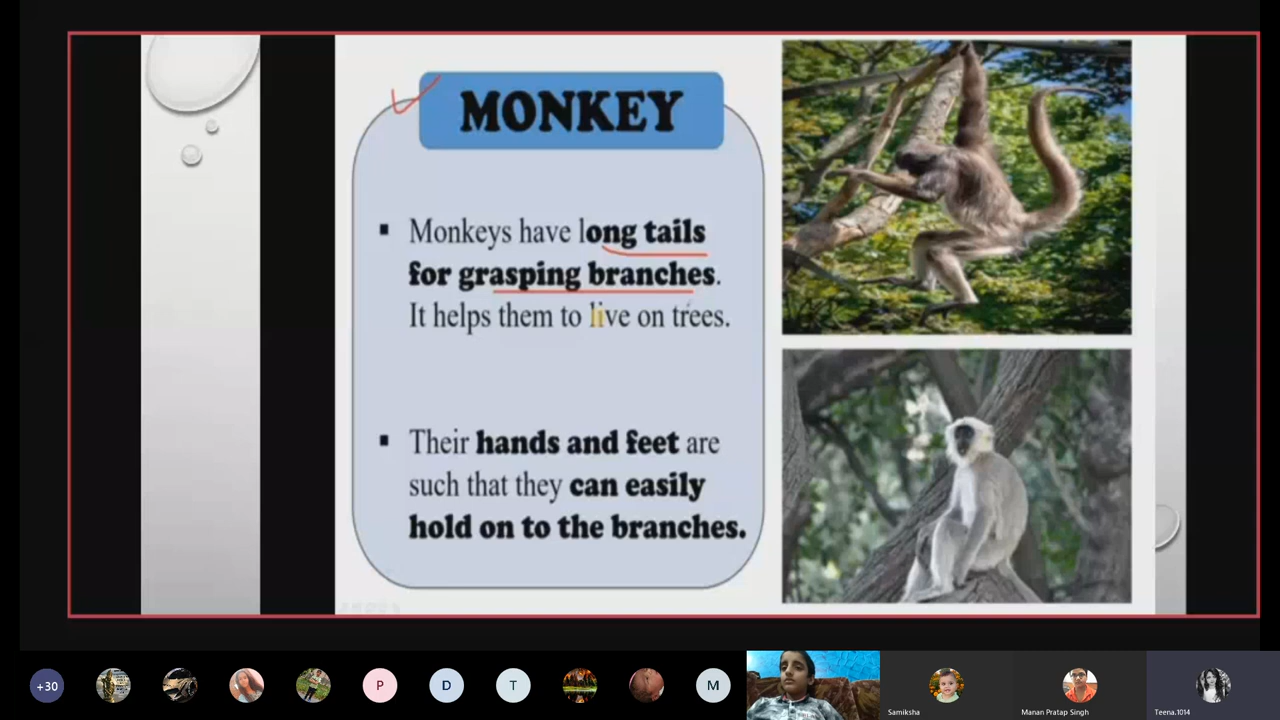 MONKEY
▪ Monkeys have long tails
for grasping branches.
It helps them to live on trees.
▪ Their hands and feet are
such that they can easily
hold on to the branches.
+30
P
D
T
M
Samiksha
Manan Pratap Singh
Teena.1014